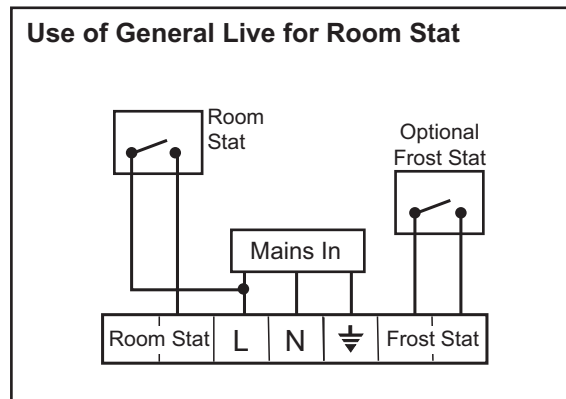 Use of General Live for Room Stat
Room
Stat
Optional
Frost Stat
Mains In
Room Stat L N Frost Stat